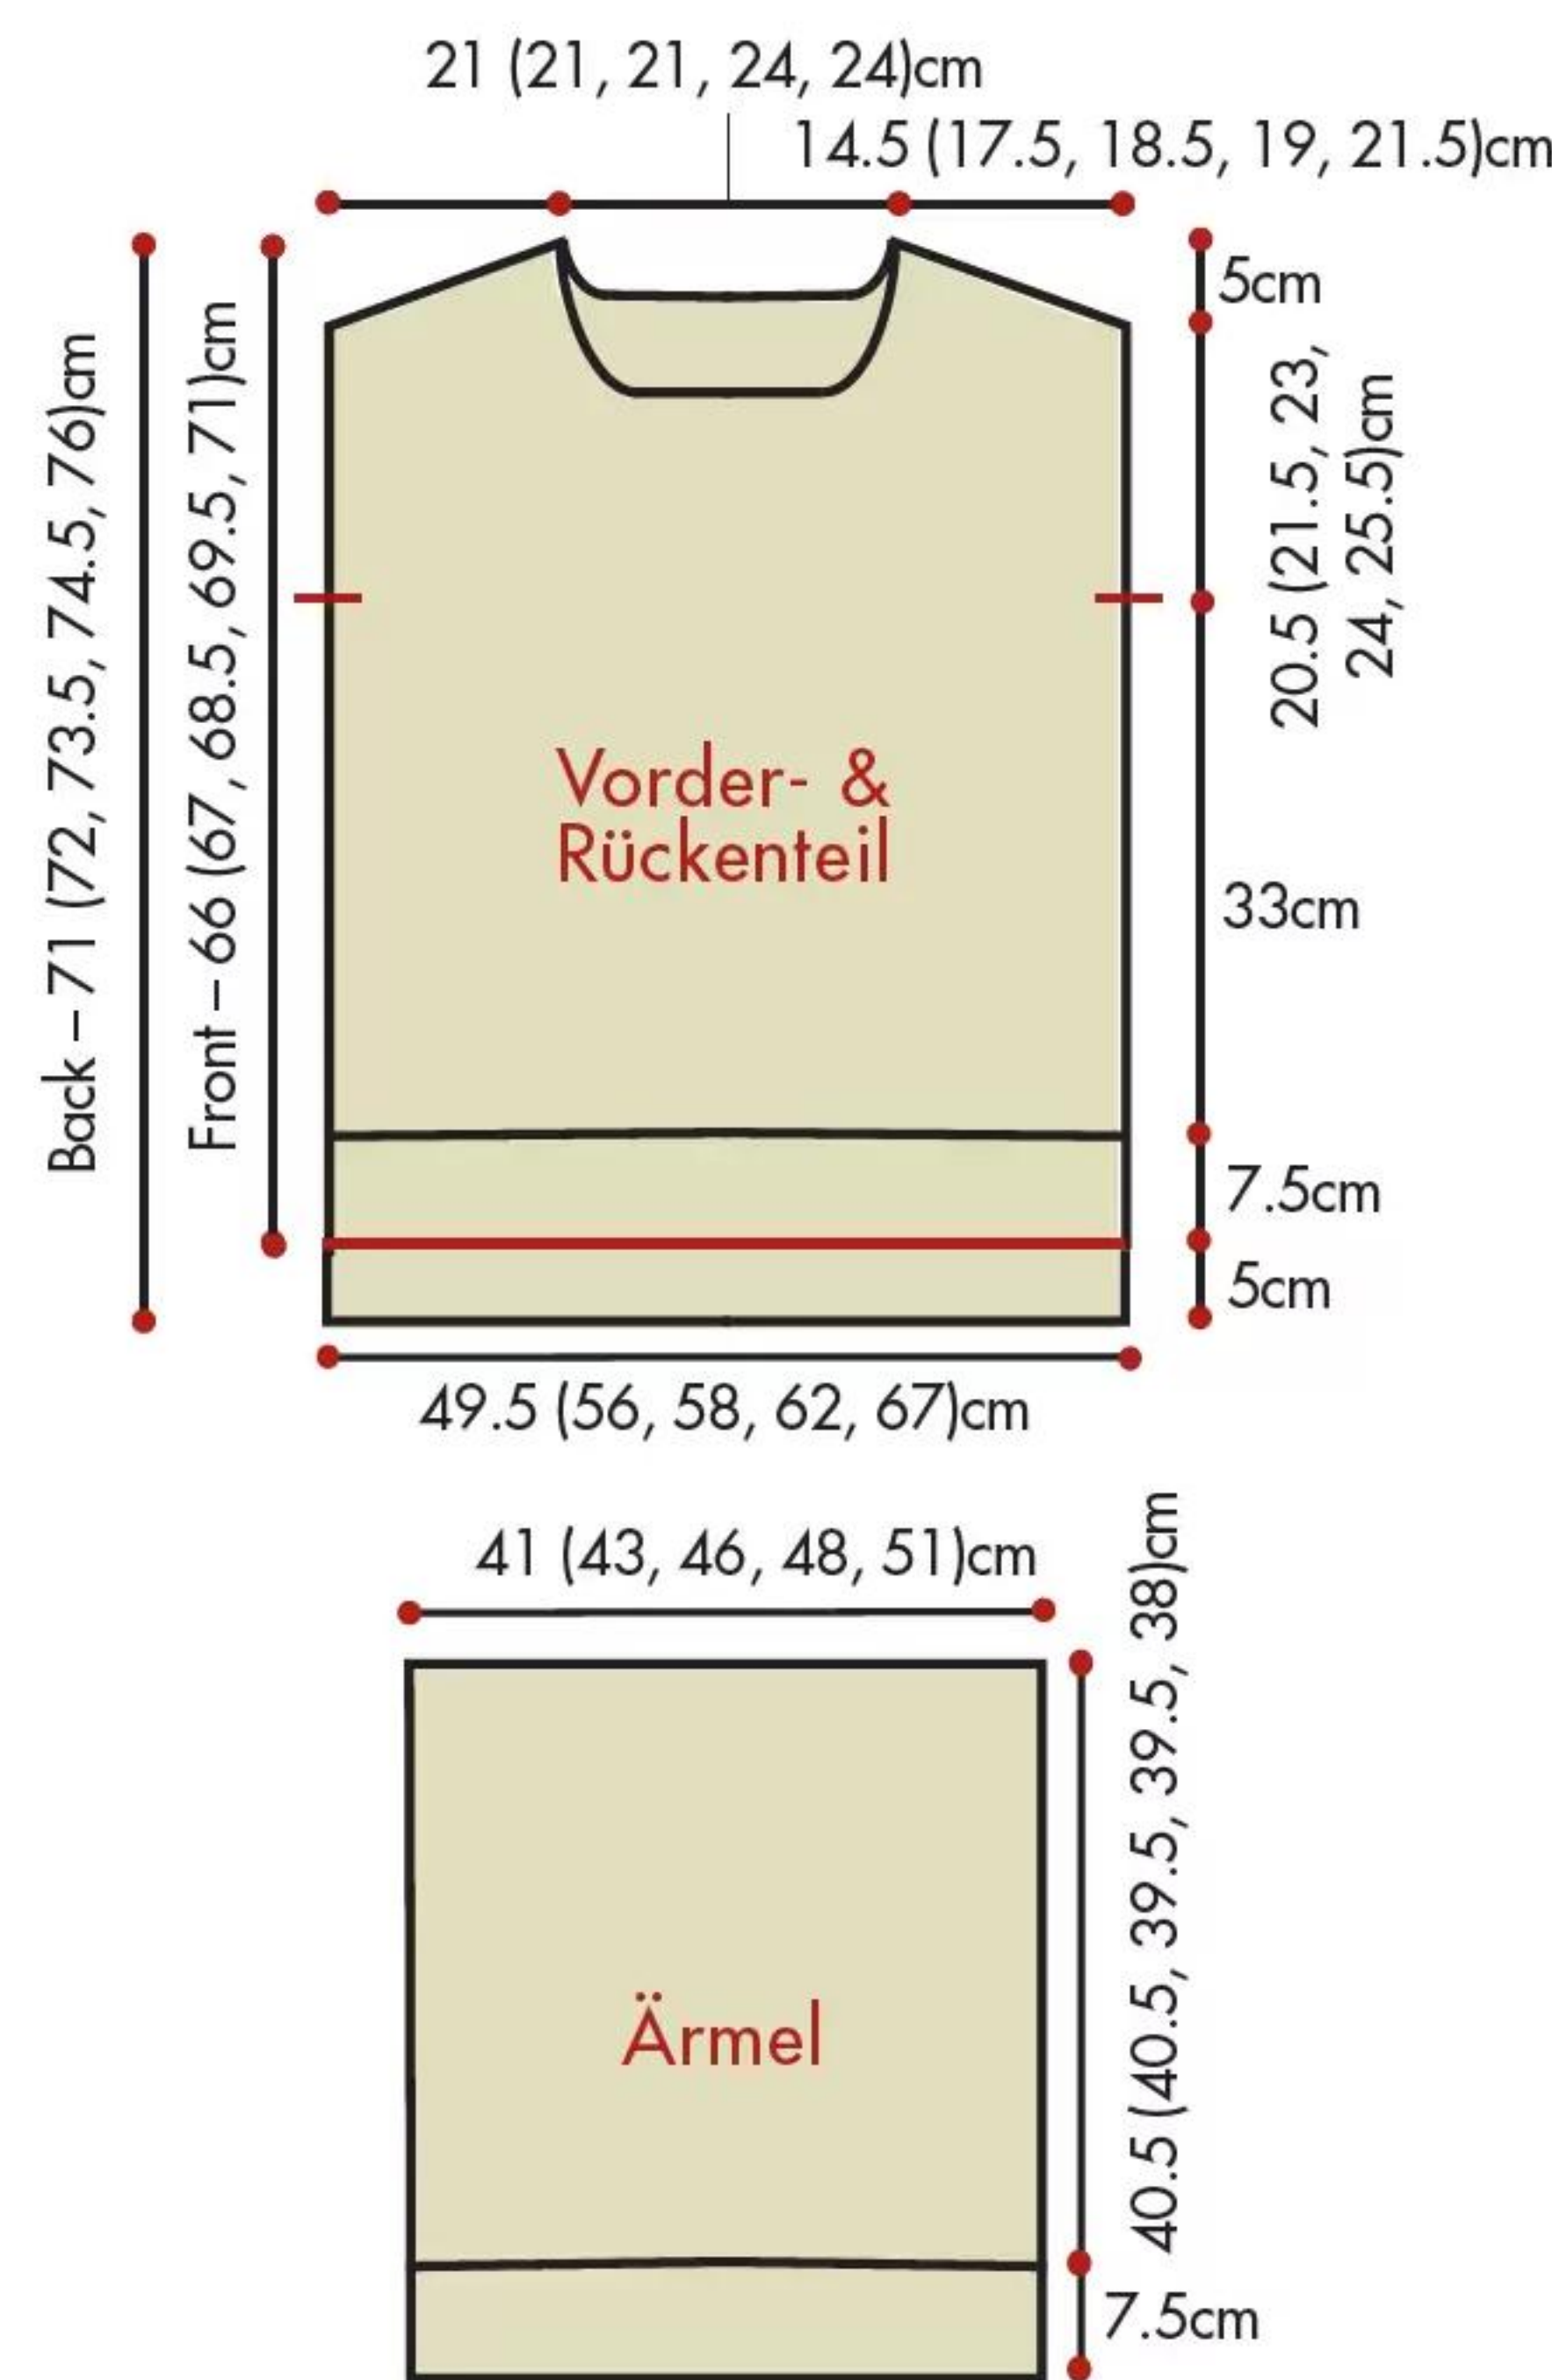 21 (21, 21, 24, 24)cm
14.5 (17.5, 18.5, 19, 21.5)cm
Back – 71 (72, 73.5, 74.5, 76)cm
Front – 66 (67, 68.5, 69.5, 71)cm
5cm
20.5 (21.5, 23,
24, 25.5)cm
Vorder- &
Rückenteil
33cm
7.5cm
5cm
49.5 (56, 58, 62, 67)cm
41 (43, 46, 48, 51)cm
40.5 (40.5, 39.5, 39.5, 38)cm
Ärmel
7.5cm